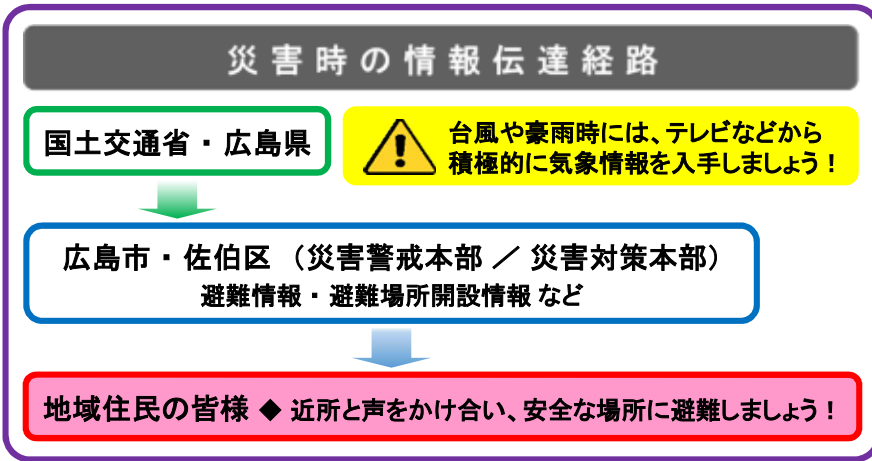 災害時の情報伝達経路
国土交通省・広島県
台風や豪雨時には、テレビなどから
積極的に気象情報を入手しましょう！
広島市・佐伯区（災害警戒本部／災害対策本部）
避難情報・避難場所開設情報など
地域住民の皆様◆近所と声をかけ合い、安全な場所に避難しましょう！